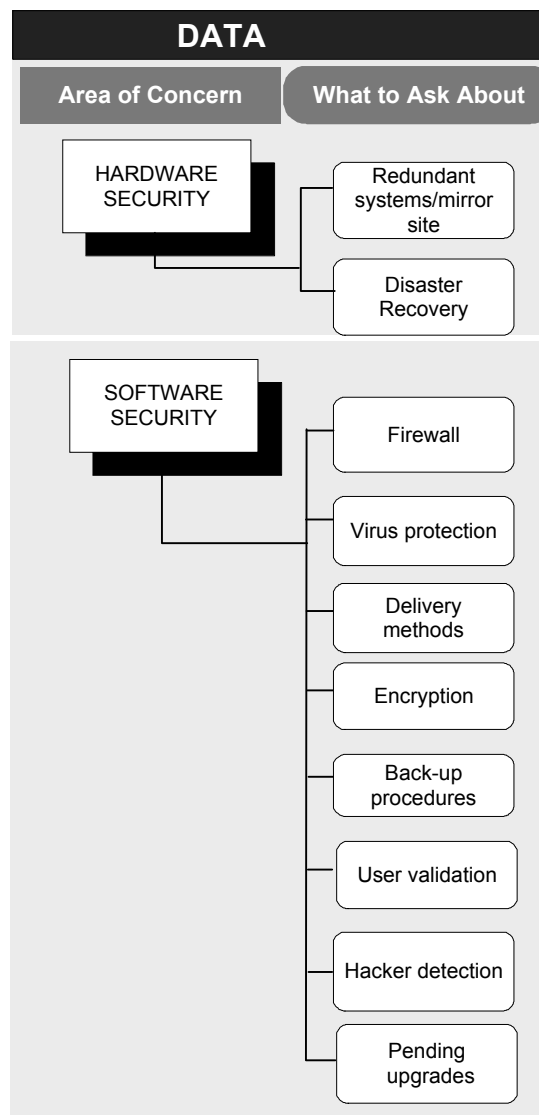 DATA
Area of Concern
What to Ask About
HARDWARE
SECURITY
Redundant
systems/mirror
site
Disaster
Recovery
SOFTWARE
SECURITY
Firewall
Virus protection
Delivery
methods
Encryption
Back-up
procedures
User validation
Hacker detection
Pending
upgrades